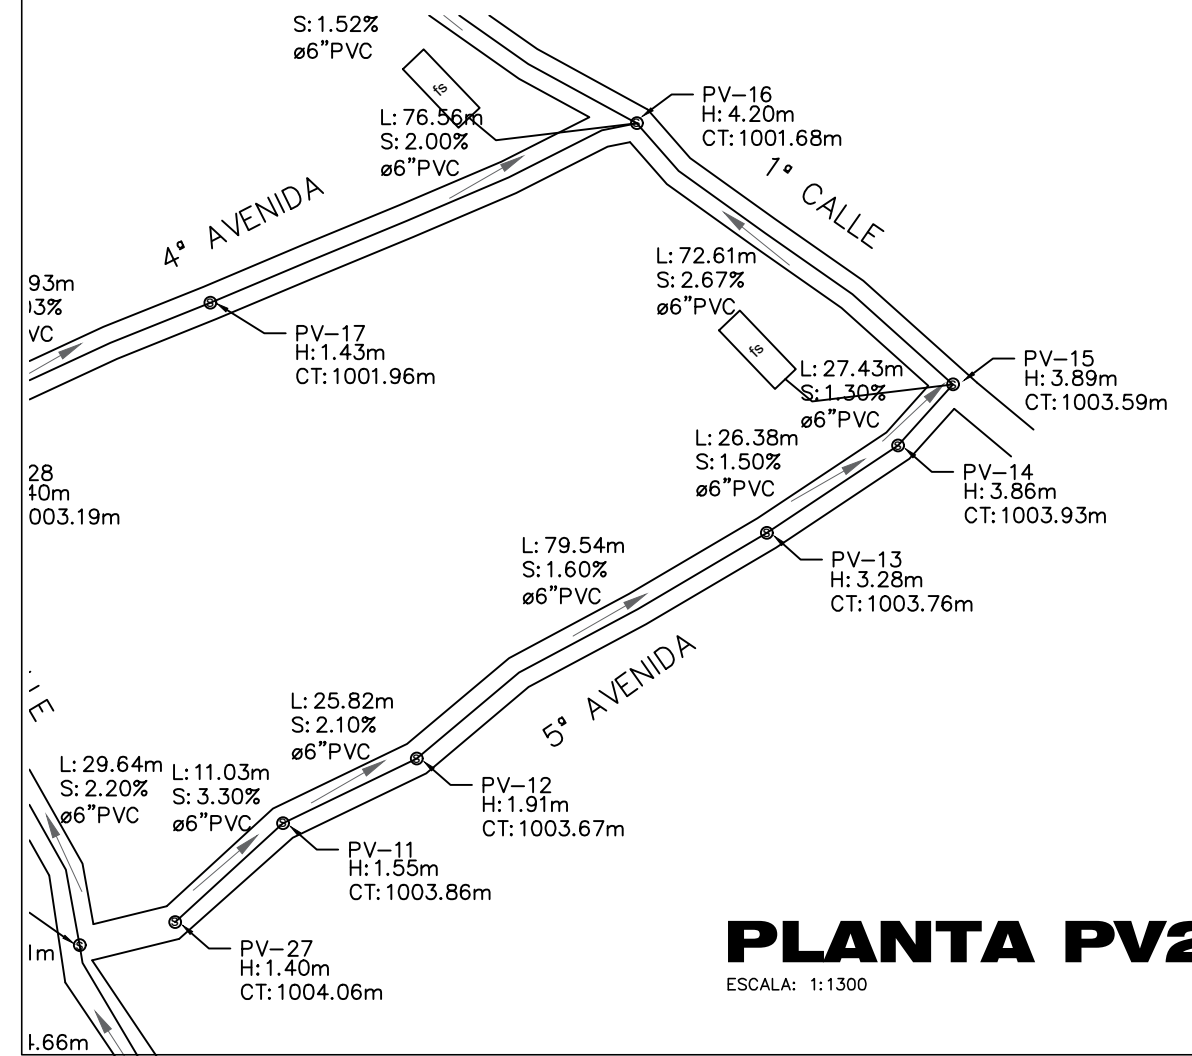 S: 1.52%
ø6”PVC
fs
L: 76.56m
S: 2.00%
ø6”PVC
PV-16
H: 4.20m
CT: 1001.68m
1ª CALLE
4ª AVENIDA
L: 72.61m
S: 2.67%
ø6”PVC
93m
3%
VC
PV-17
H: 1.43m
CT: 1001.96m
fs
L: 27.43m
S: 1.30%
ø6”PVC
PV-15
H: 3.89m
CT: 1003.59m
L: 26.38m
S: 1.50%
ø6”PVC
28
40m
003.19m
PV-14
H: 3.86m
CT: 1003.93m
L: 79.54m
S: 1.60%
ø6”PVC
PV-13
H: 3.28m
CT: 1003.76m
5ª AVENIDA
L: 25.82m
S: 2.10%
ø6”PVC
L: 29.64m
S: 2.20%
ø6”PVC
L: 11.03m
S: 3.30%
ø6”PVC
PV-12
H: 1.91m
CT: 1003.67m
PV-11
H: 1.55m
CT: 1003.86m
PV-27
H: 1.40m
CT: 1004.06m
PLANTA PV2
ESCALA: 1:1300
.66m